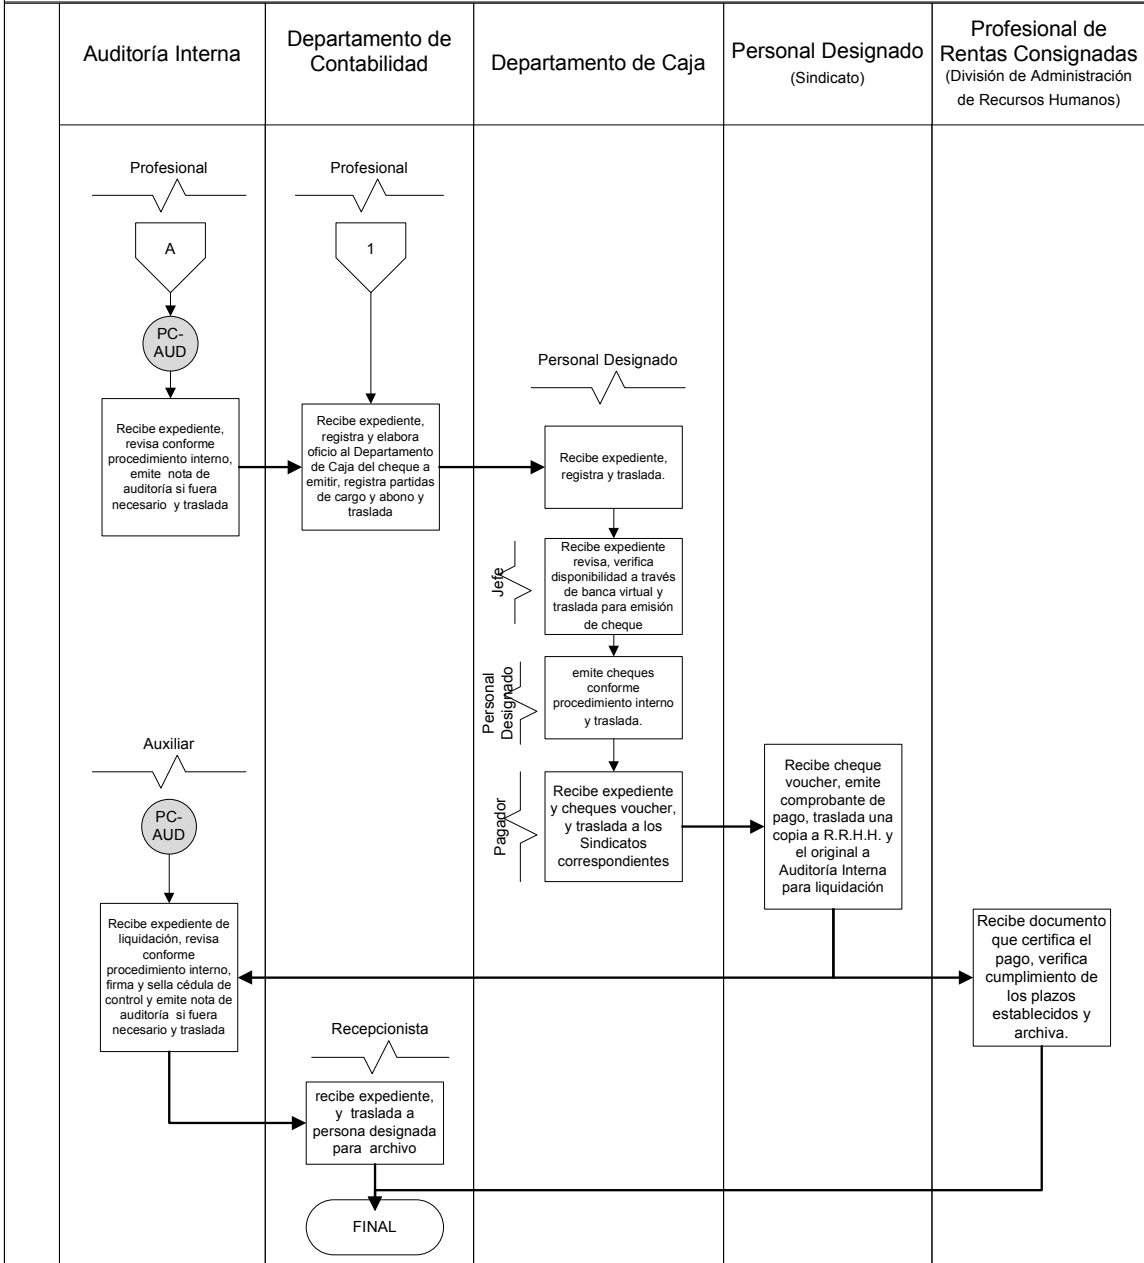 Auditoría Interna
Departamento de
Contabilidad
Departamento de Caja
Personal Designado
(Sindicato)
Profesional de
Rentas Consignadas
(División de Administración
de Recursos Humanos)
Profesional
A
PC-
AUD
Recibe expediente,
revisa conforme
procedimiento interno,
emite nota de
auditoría si fuera
necesario y traslada
Profesional
1
Recibe expediente,
registra y elabora
oficio al Departamento
de Caja del cheque a
emitir, registra partidas
de cargo y abono y
traslada
Personal Designado
Recibe expediente,
registra y traslada.
Jefe
Recibe expediente
revisa, verifica
disponibilidad a través
de banca virtual y
traslada para emisión
de cheque
Personal
Designado
emite cheques
conforme
procedimiento interno
y traslada.
Pagador
Recibe expediente
y cheques voucher,
y traslada a los
Sindicatos
correspondientes
Recibe cheque
voucher, emite
comprobante de
pago, traslada una
copia a R.R.H.H. y
el original a
Auditoría Interna
para liquidación
Auxiliar
PC-
AUD
Recibe expediente de
liquidación, revisa
conforme
procedimiento interno,
firma y sella cédula de
control y emite nota de
auditoría si fuera
necesario y traslada
Recibe documento
que certifica el
pago, verifica
cumplimiento de
los plazos
establecidos y
archiva.
Recepcionista
recibe expediente,
y traslada a
persona designada
para archivo
FINAL